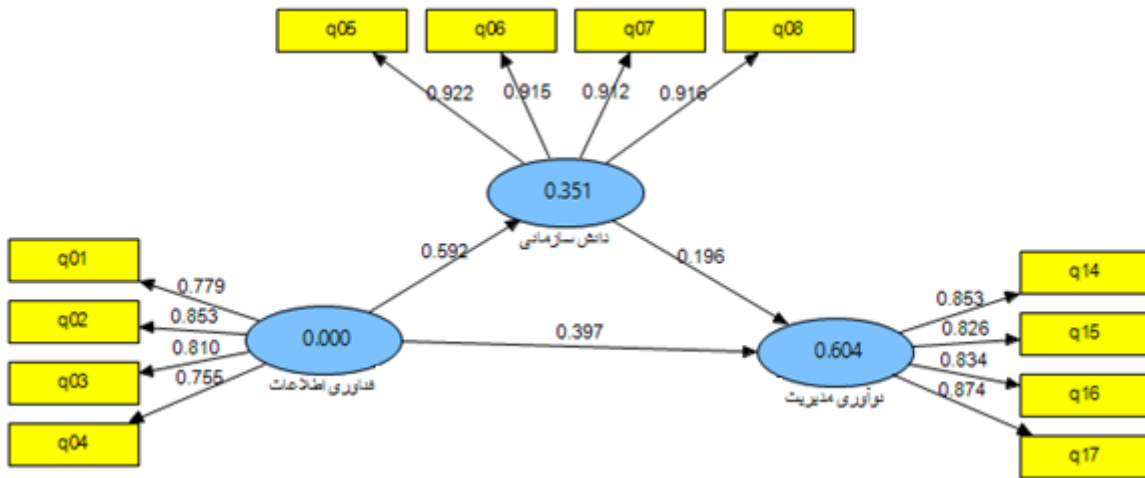 q05 q06 q07 q08
0.922 0.915 0.912 0.916
0.351
دانش سازمانی
0.592 0.196
q01
0.779
q02
0.853
q03
0.810
q04
0.755
0.000
فناوری اطلاعات
0.397
0.604
نوآوری مدیریت
q14
0.853
q15
0.826
q16
0.834
q17
0.874